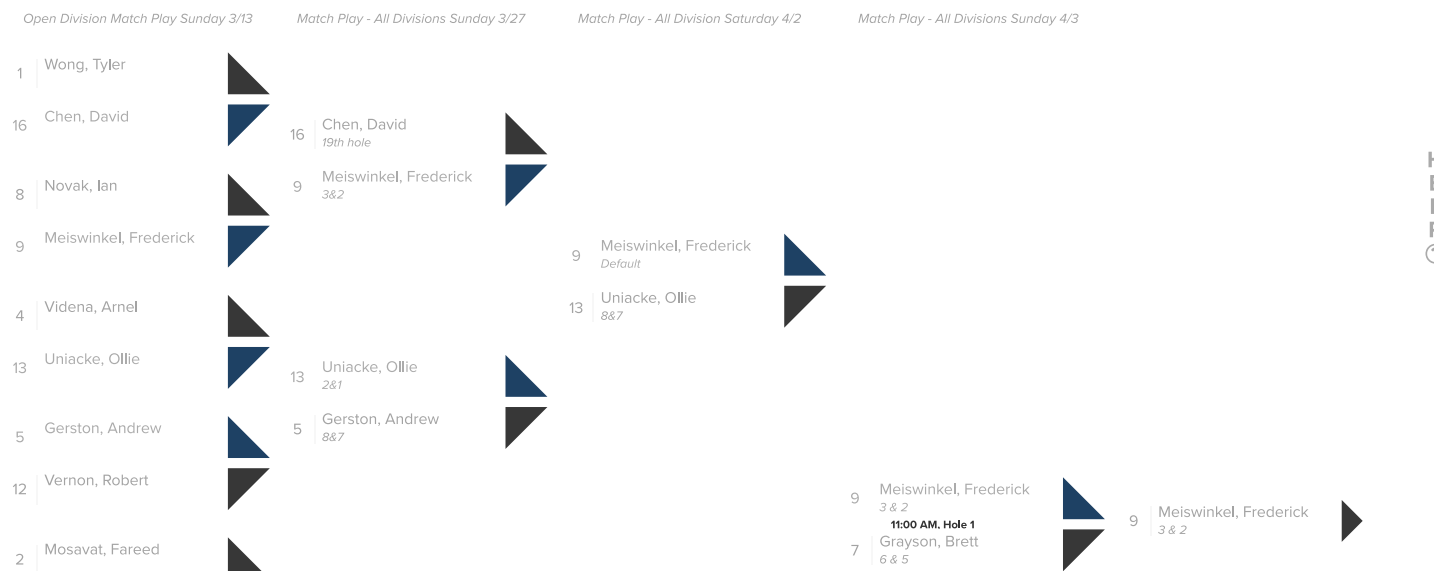 Open Division Match Play Sunday 3/13
Match Play - All Divisions Sunday 3/27
Match Play - All Division Saturday 4/2
Match Play - All Divisions Sunday 4/3
1 Wong, Tyler
16 Chen, David
8 Novak, Ian
9 Meiswinkel, Frederick
4 Videna, Arnel
13 Uniacke, Ollie
5 Gerston, Andrew
12 Vernon, Robert
2 Mosavat, Fareed
16 Chen, David
19th hole
9 Meiswinkel, Frederick
3&2
13 Uniacke, Ollie
2&1
5 Gerston, Andrew
8&7
9 Meiswinkel, Frederick
Default
13 Uniacke, Ollie
8&7
9 Meiswinkel, Frederick
3 & 2
11:00 AM, Hole 1
7 Grayson, Brett
6 & 5
9 Meiswinkel, Frederick
3 & 2